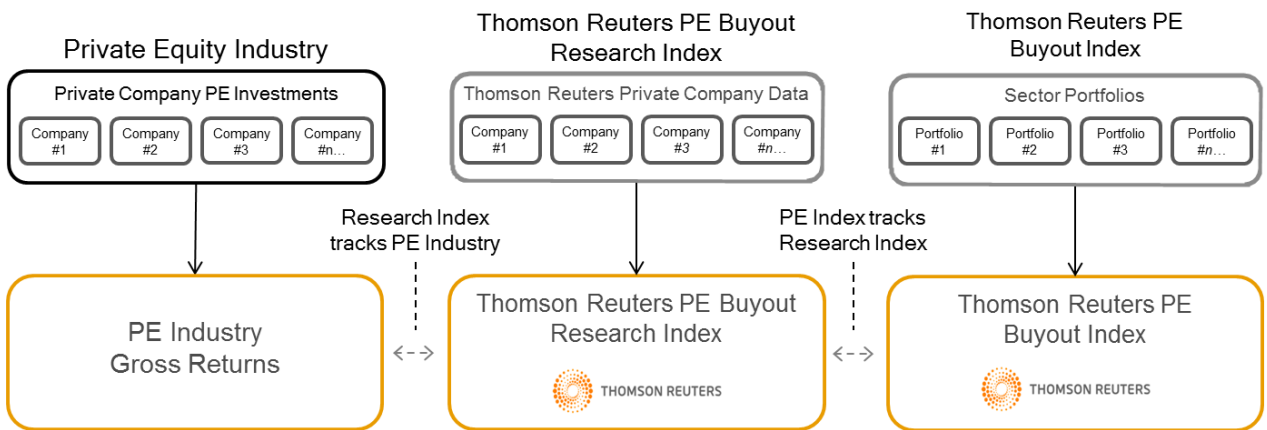 Private Equity Industry
Private Company PE Investments
Company
#1
Company
#2
Company
#3
Company
#n...
PE Industry
Gross Returns
Research Index
tracks PE Industry
Thomson Reuters PE Buyout
Research Index
Thomson Reuters Private Company Data
Company
#1
Company
#2
Company
#3
Company
#n...
Thomson Reuters PE Buyout
Research Index
THOMSON REUTERS
PE Index tracks
Research Index
Thomson Reuters PE
Buyout Index
Sector Portfolios
Portfolio
#1
Portfolio
#2
Portfolio
#3
Portfolio
#n...
Thomson Reuters PE
Buyout Index
THOMSON REUTERS